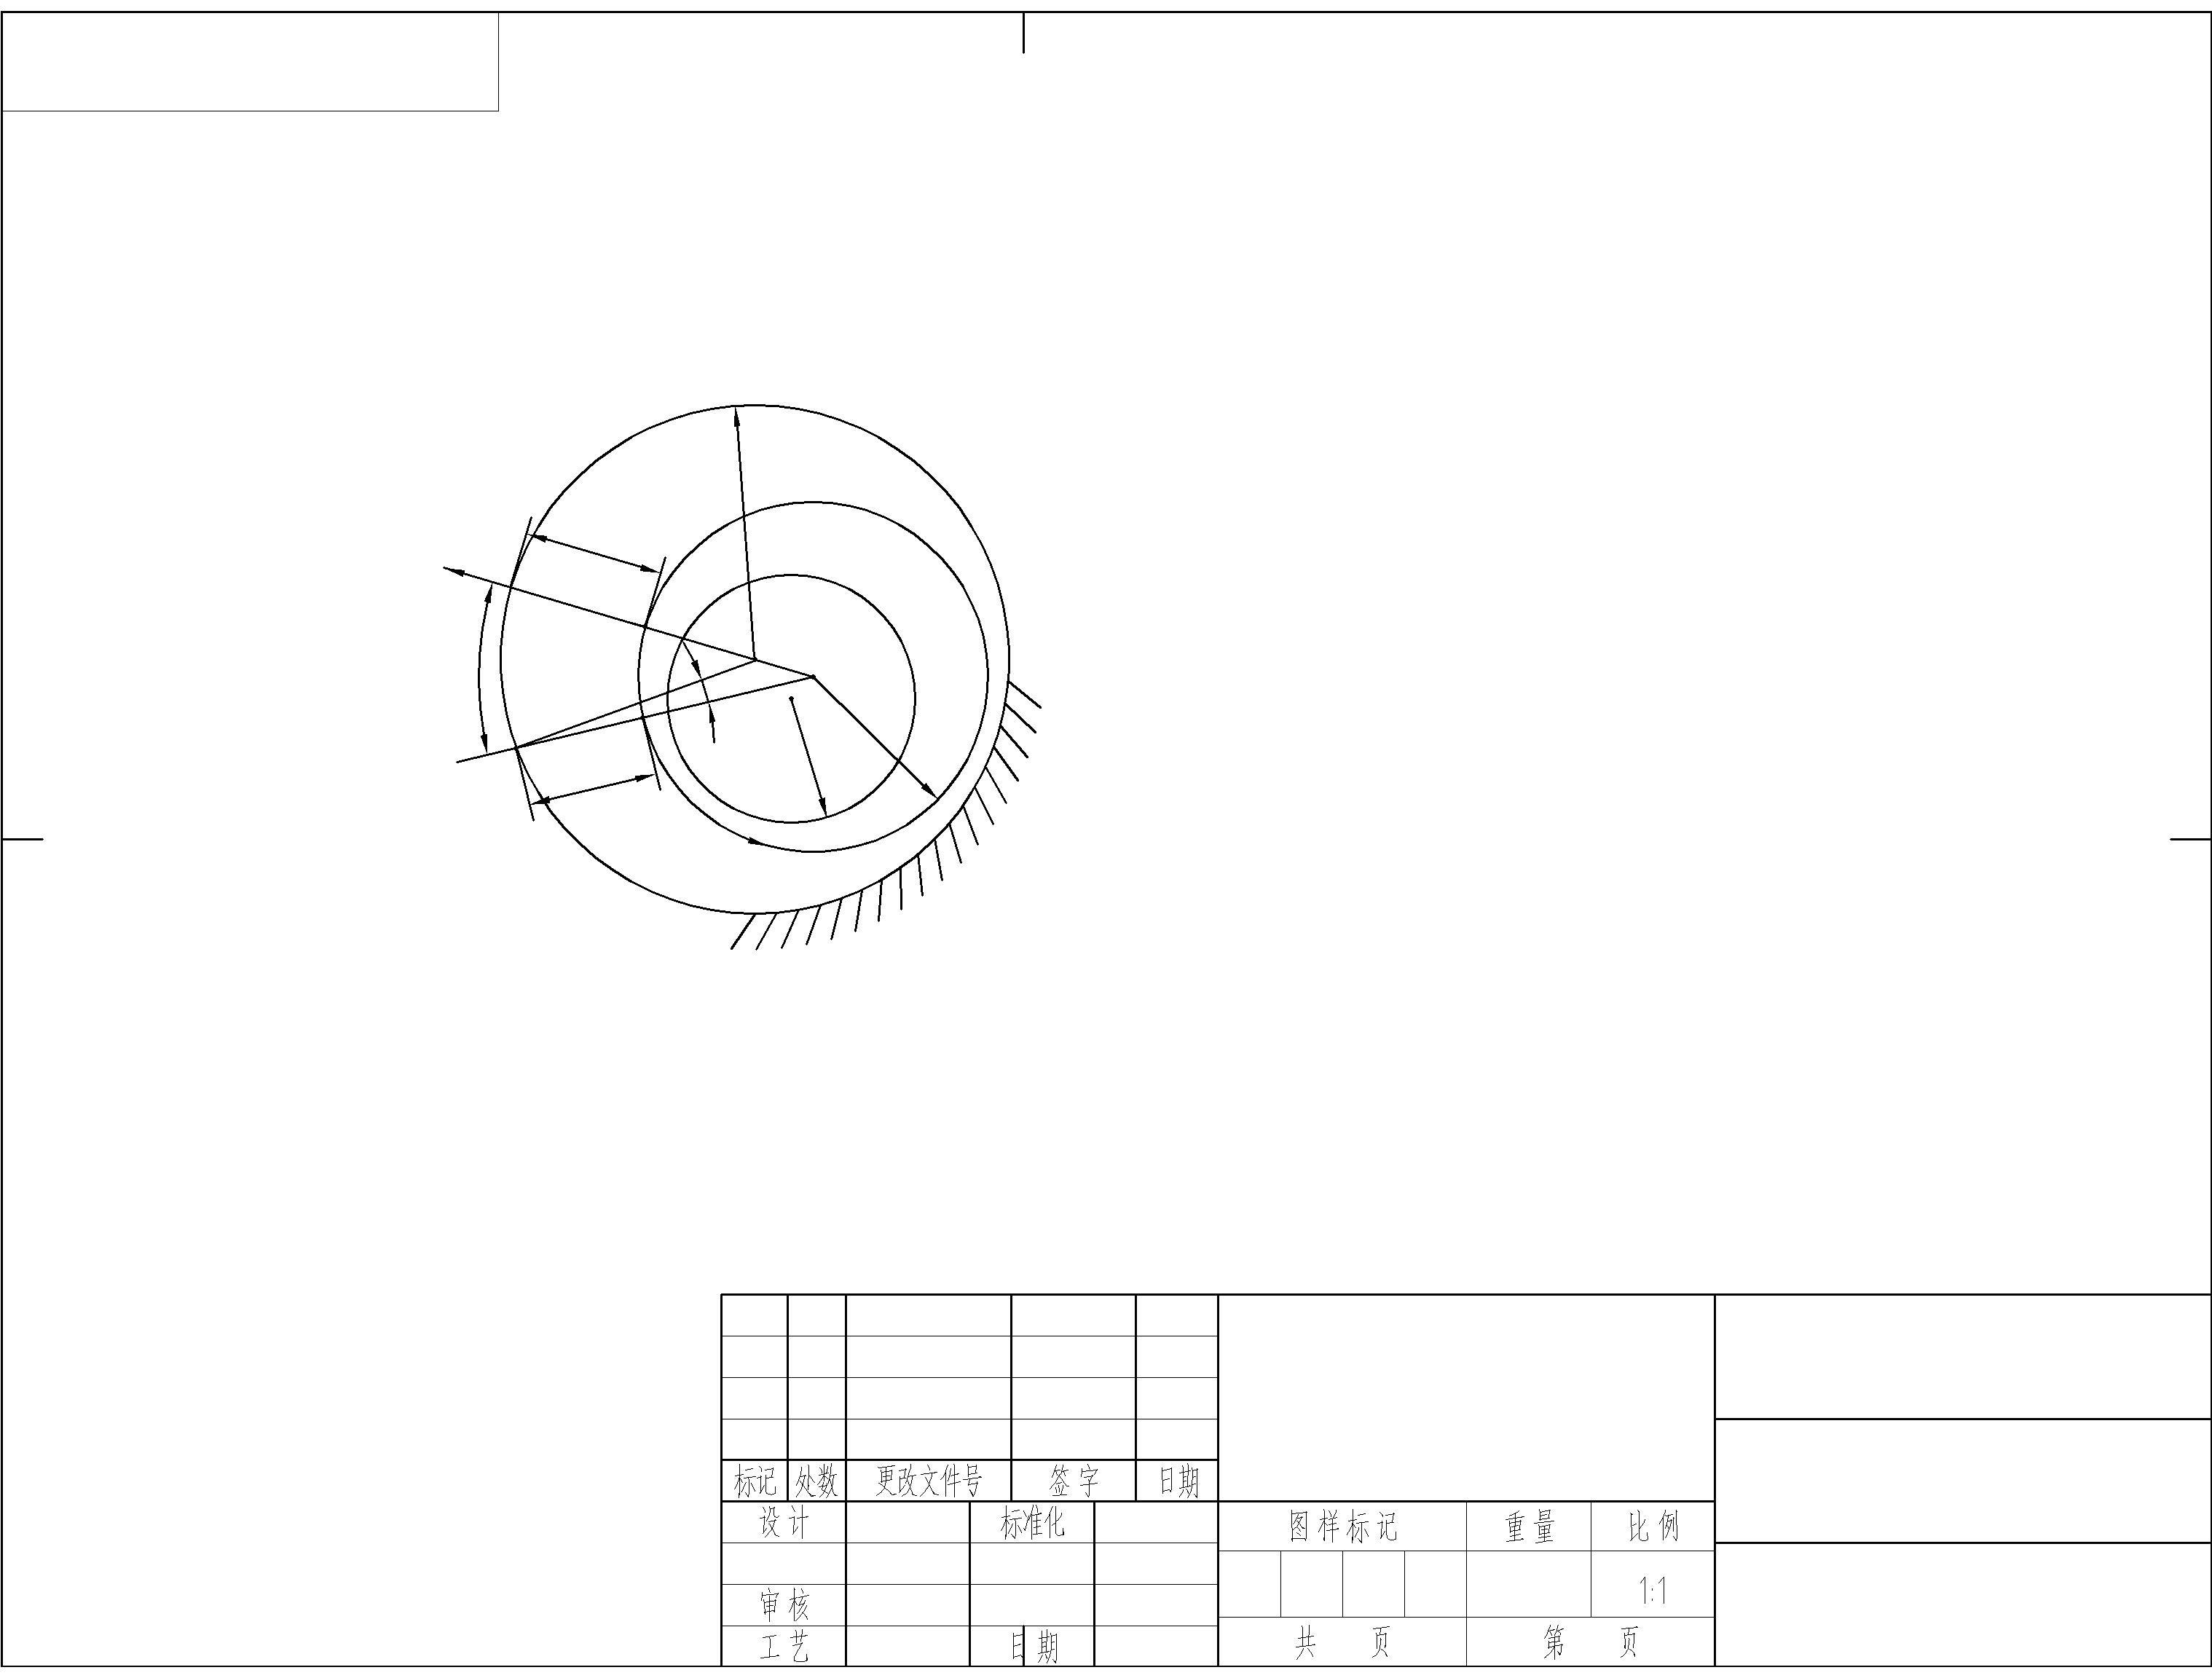 标记 处数 更改文件号 签字 日期
设计 标准化 图样标记 重量 比例
1:1
审核
工艺 日期 共 页 第 页